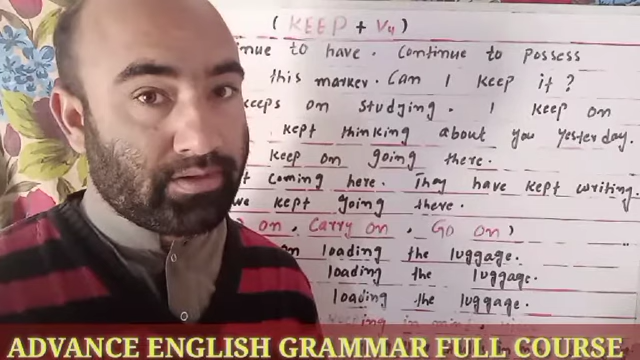 ( KEEP + V4 )
nue to have. Continue to Possess
this marker. Can I keep it?
keeps on studying. I keep on
kept thinking about you yesterday.
keep on going there.
t coming here. They have kept writing.
we kept going there.
on, Carry on, Go on)
on loading the luggage.
loading the luggage.
loading the luggage.
ADVANCE ENGLISH GRAMMAR FULL COURSE